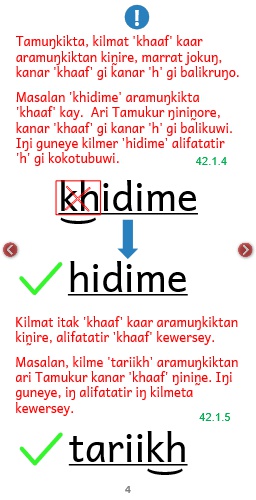 !
Tamuŋkikta, kilmat 'khaaf' kaar
aramuŋkiktan kiŋire, marrat jokuŋ,
kanar 'khaaf' gi kanar 'h' gi balikruŋo.
Masalan 'khidime' aramuŋkikta
'khaaf' kay. Ari Tamukur ŋiniŋore,
kanar 'khaaf' gi kanar 'h' gi balikuwi.
Iŋi guneye kilmer 'hidime' alifatatir
'h' gi kokotubuwi.
42.1.4
khidime
hidime
Kilmat itak 'khaaf' kaar aramuŋkiktan
kiŋire, alifatatir 'khaaf' kewersey.
Masalan, kilme 'tariikh' aramuŋkiktan
ari Tamukur kanar 'khaaf' ŋiniŋe. Iŋi
guneye, iŋ alifatatir iŋ kilmeta
kewersey.
42.1.5
tariikh
4